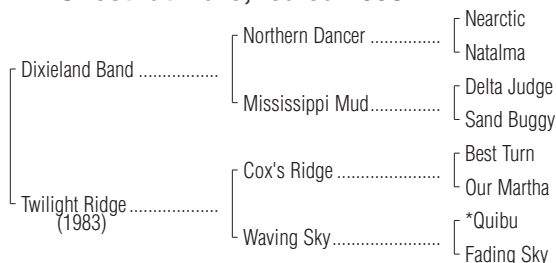 Nearctic
Northern Dancer ................
Natalma
Dixieland Band ..................
Delta Judge
Mississippi Mud................
Sand Buggy
Best Turn
Cox's Ridge .......................
Our Martha
Twilight Ridge....................
(1983)
*Quibu
Waving Sky........................
Fading Sky